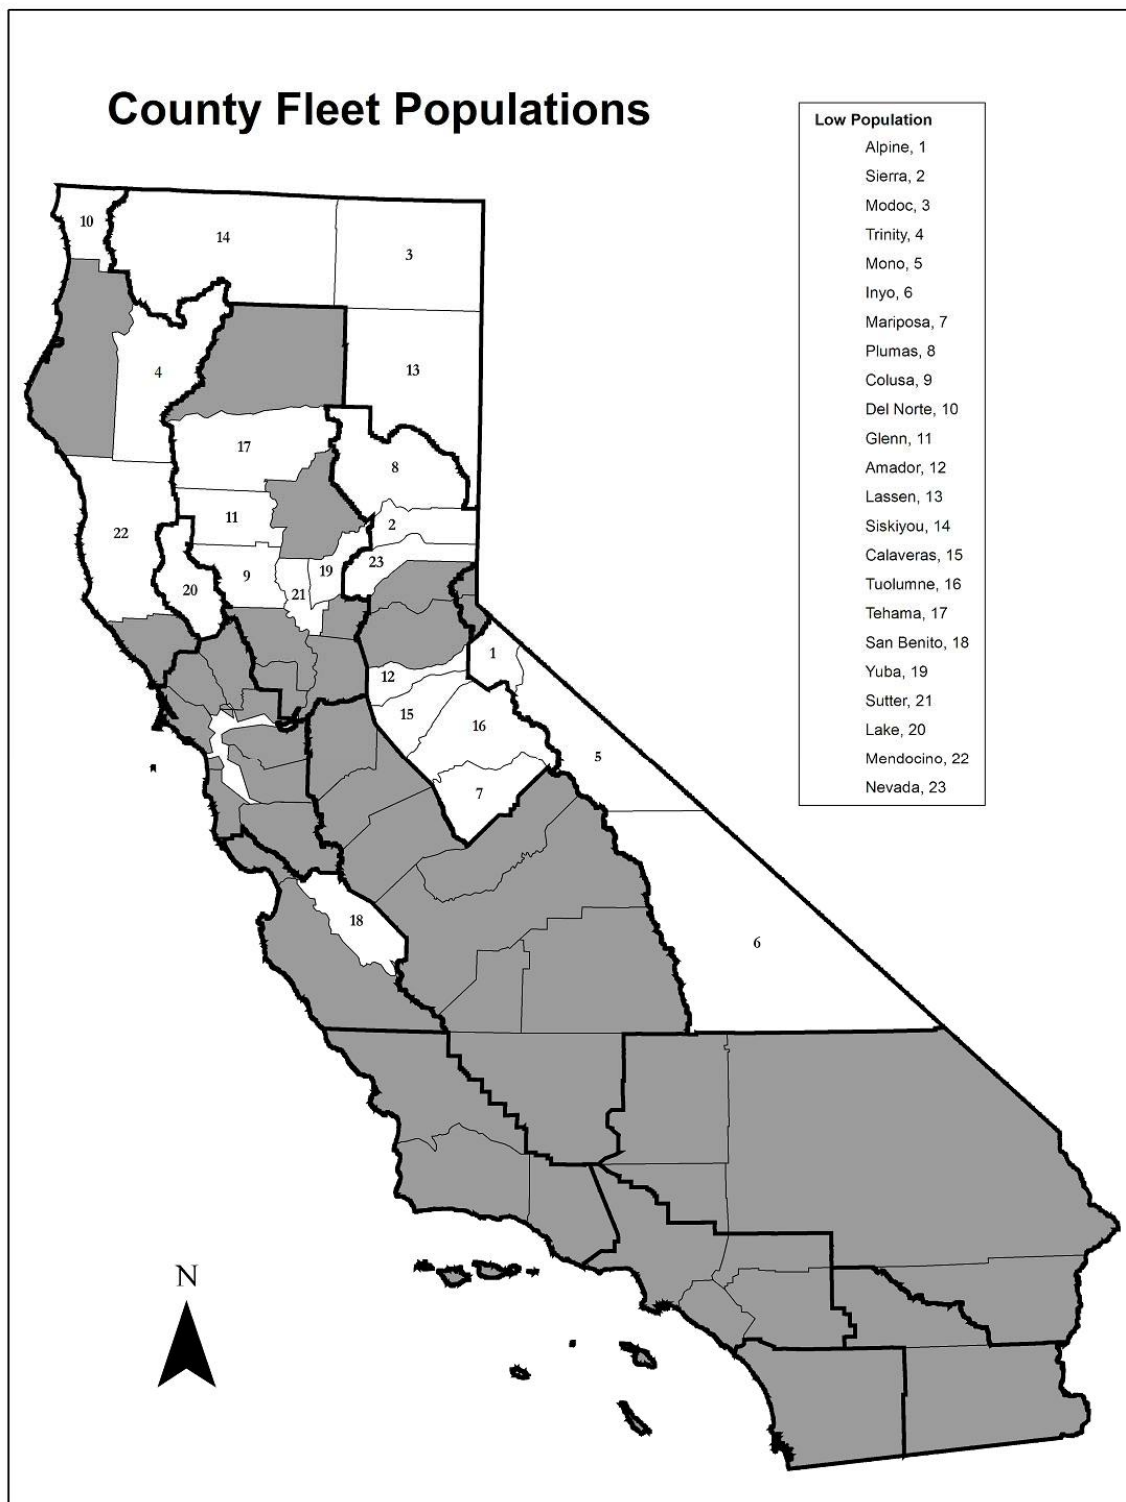 County Fleet Populations
Low Population
Alpine, 1
Sierra, 2
Modoc, 3
Trinity, 4
Mono, 5
Inyo, 6
Mariposa, 7
Plumas, 8
Colusa, 9
Del Norte, 10
Glenn, 11
Amador, 12
Lassen, 13
Siskiyou, 14
Calaveras, 15
Tuolumne, 16
Tehama, 17
San Benito, 18
Yuba, 19
Sutter, 21
Lake, 20
Mendocino, 22
Nevada, 23
10
14
3
4
13
17
8
11
2
22
23
19
9
20
21
1
12
15
16
5
7
18
6
N